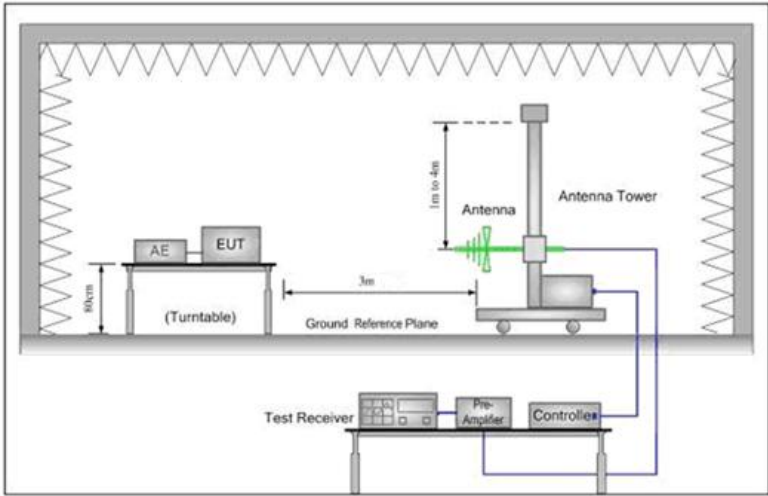 1m to 4m
Antenna
Antenna Tower
AE
EUT
80cm
(Turntable)
3m
Ground Reference Plane
Test Receiver
Pre-
Amplifier
Controller